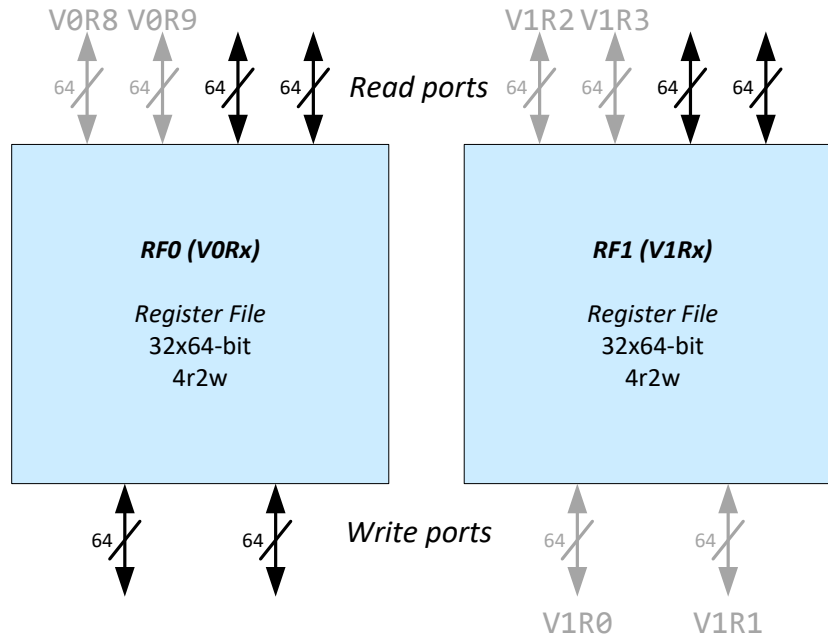 V0R8 V0R9 V1R2 V1R3
64 64 64 64 Read ports 64 64 64 64
RF0 (V0Rx) RF1 (V1Rx)
Register File Register File
32x64-bit 32x64-bit
4r2w 4r2w
64 64 Write ports 64 64
V1R0 V1R1